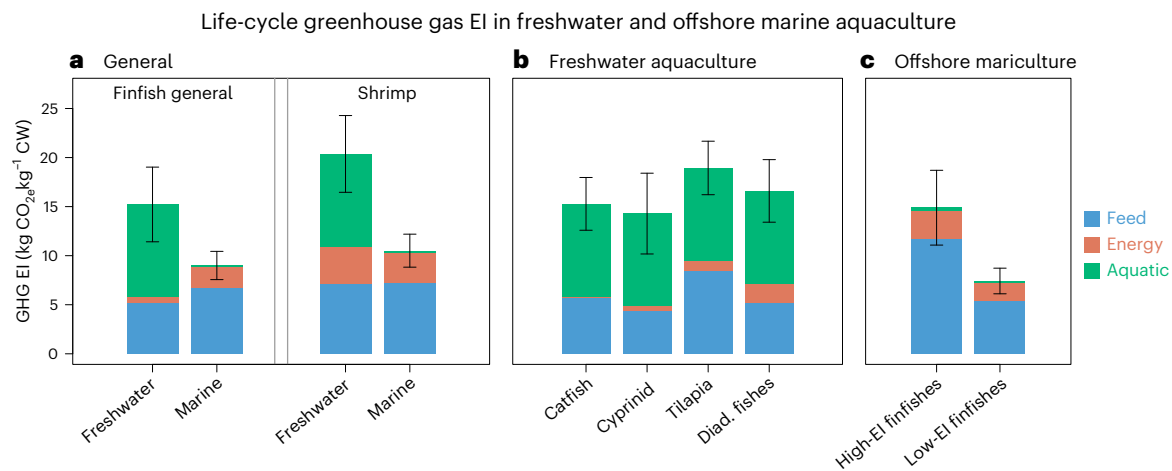 Life-cycle greenhouse gas EI in freshwater and offshore marine aquaculture
a General
b Freshwater aquaculture
c Offshore mariculture
Finfish general
Shrimp
GHG EI (kg CO2e kg−1 CW)
25
20
15
10
5
0
Freshwater
Marine
Freshwater
Marine
Catfish
Cyprinid
Tilapia
Diad. fishes
High-EI finfishes
Low-EI finfishes
Feed
Energy
Aquatic